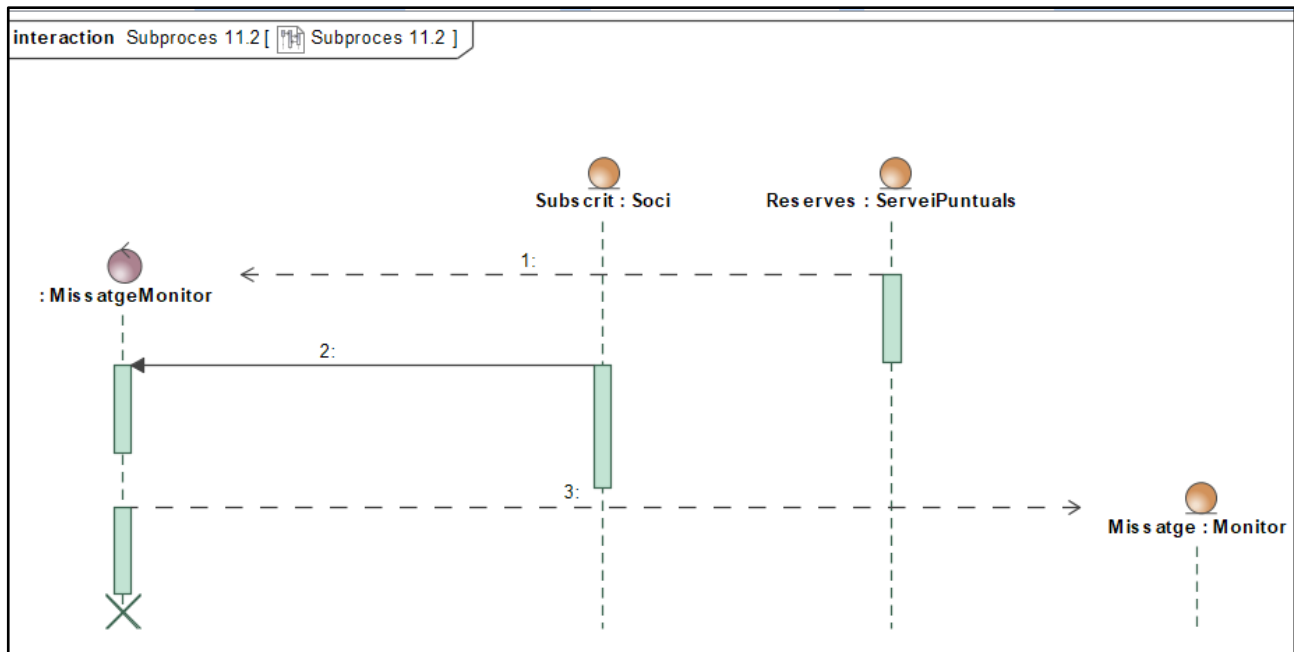 interaction Subproces 11.2 [ Subproces 11.2 ]
Subscrit : Soci
Reserves : ServeiPuntuals
1:
: MissatgeMonitor
2:
3:
Missatge : Monitor